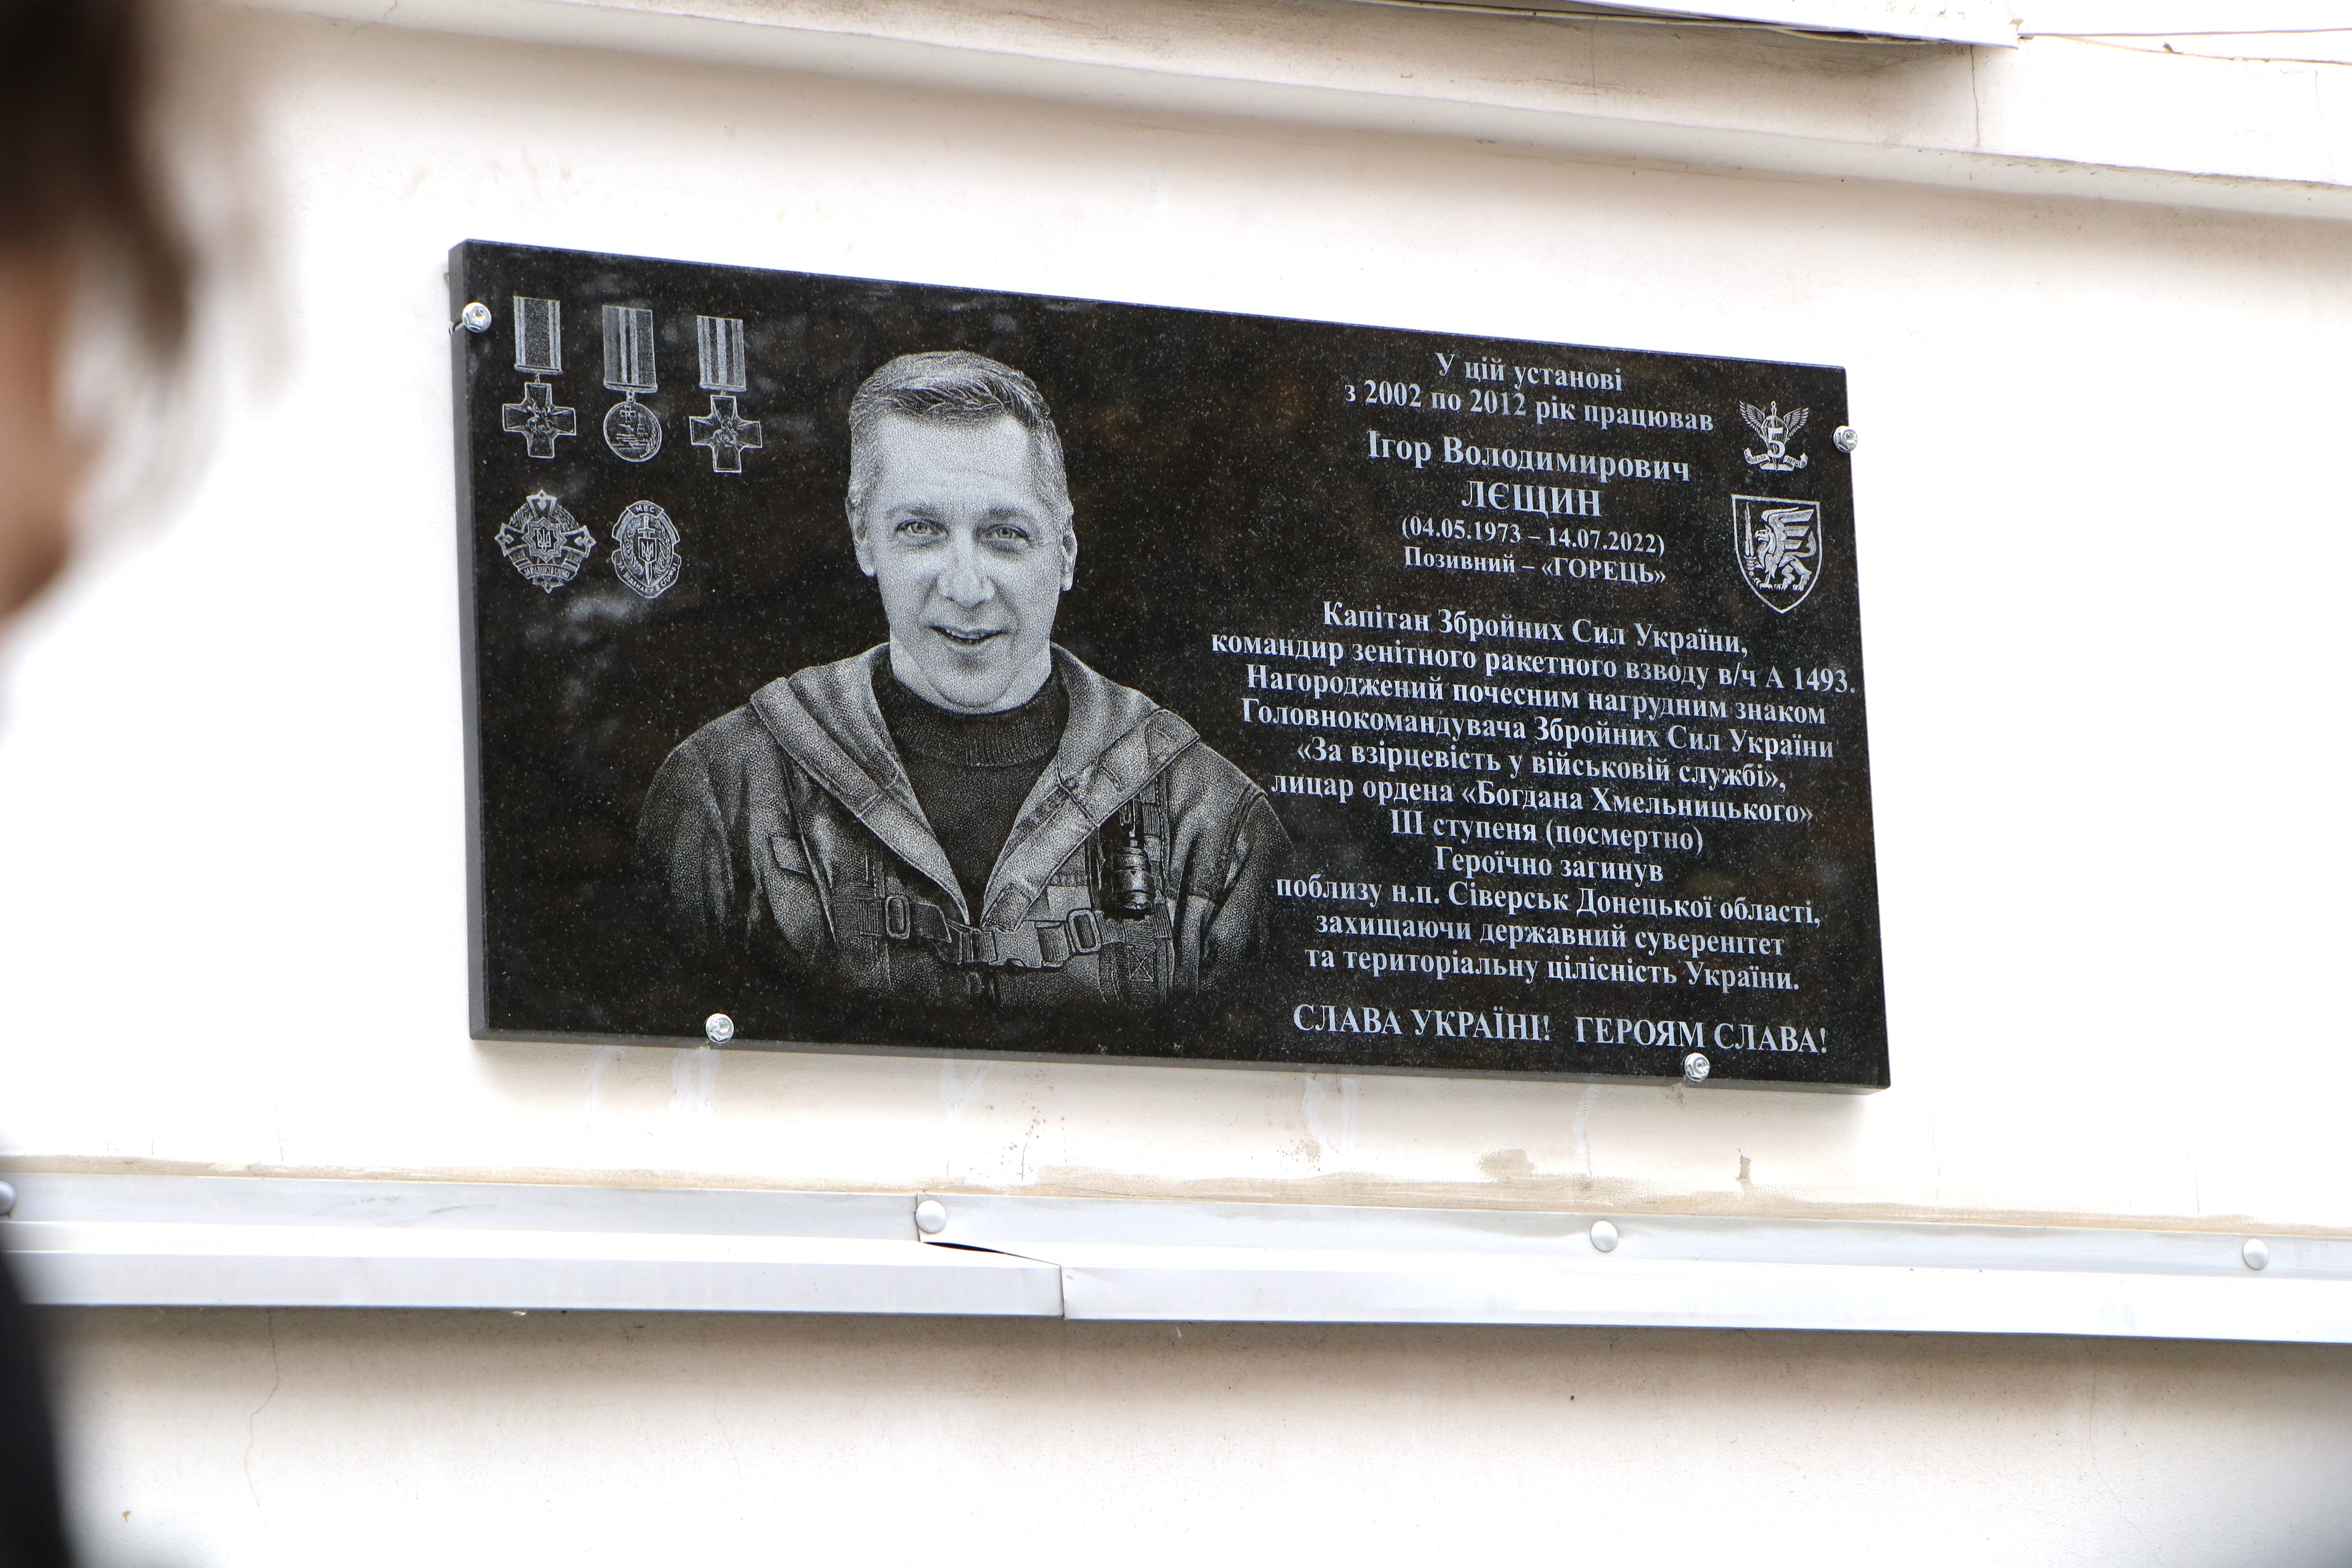 У цій установі
з 2002 по 2012 рік працював
Ігор Володимирович
ЛЄЩИН
(04.05.1973 – 14.07.2022)
Позивний – «ГОРЕЦЬ»
5
Капітан Збройних Сил України,
командир зенітного ракетного взводу в/ч А 1493.
Нагороджений почесним нагрудним знаком
Головнокомандувача Збройних Сил України
«За взірцевість у військовій службі»,
лицар ордена «Богдана Хмельницького»
ІІІ ступеня (посмертно)
Героїчно загинув
поблизу н.п. Сіверськ Донецької області,
захищаючи державний суверенітет
та територіальну цілісність України.
СЛАВА УКРАЇНІ! ГЕРОЯМ СЛАВА!
МВС